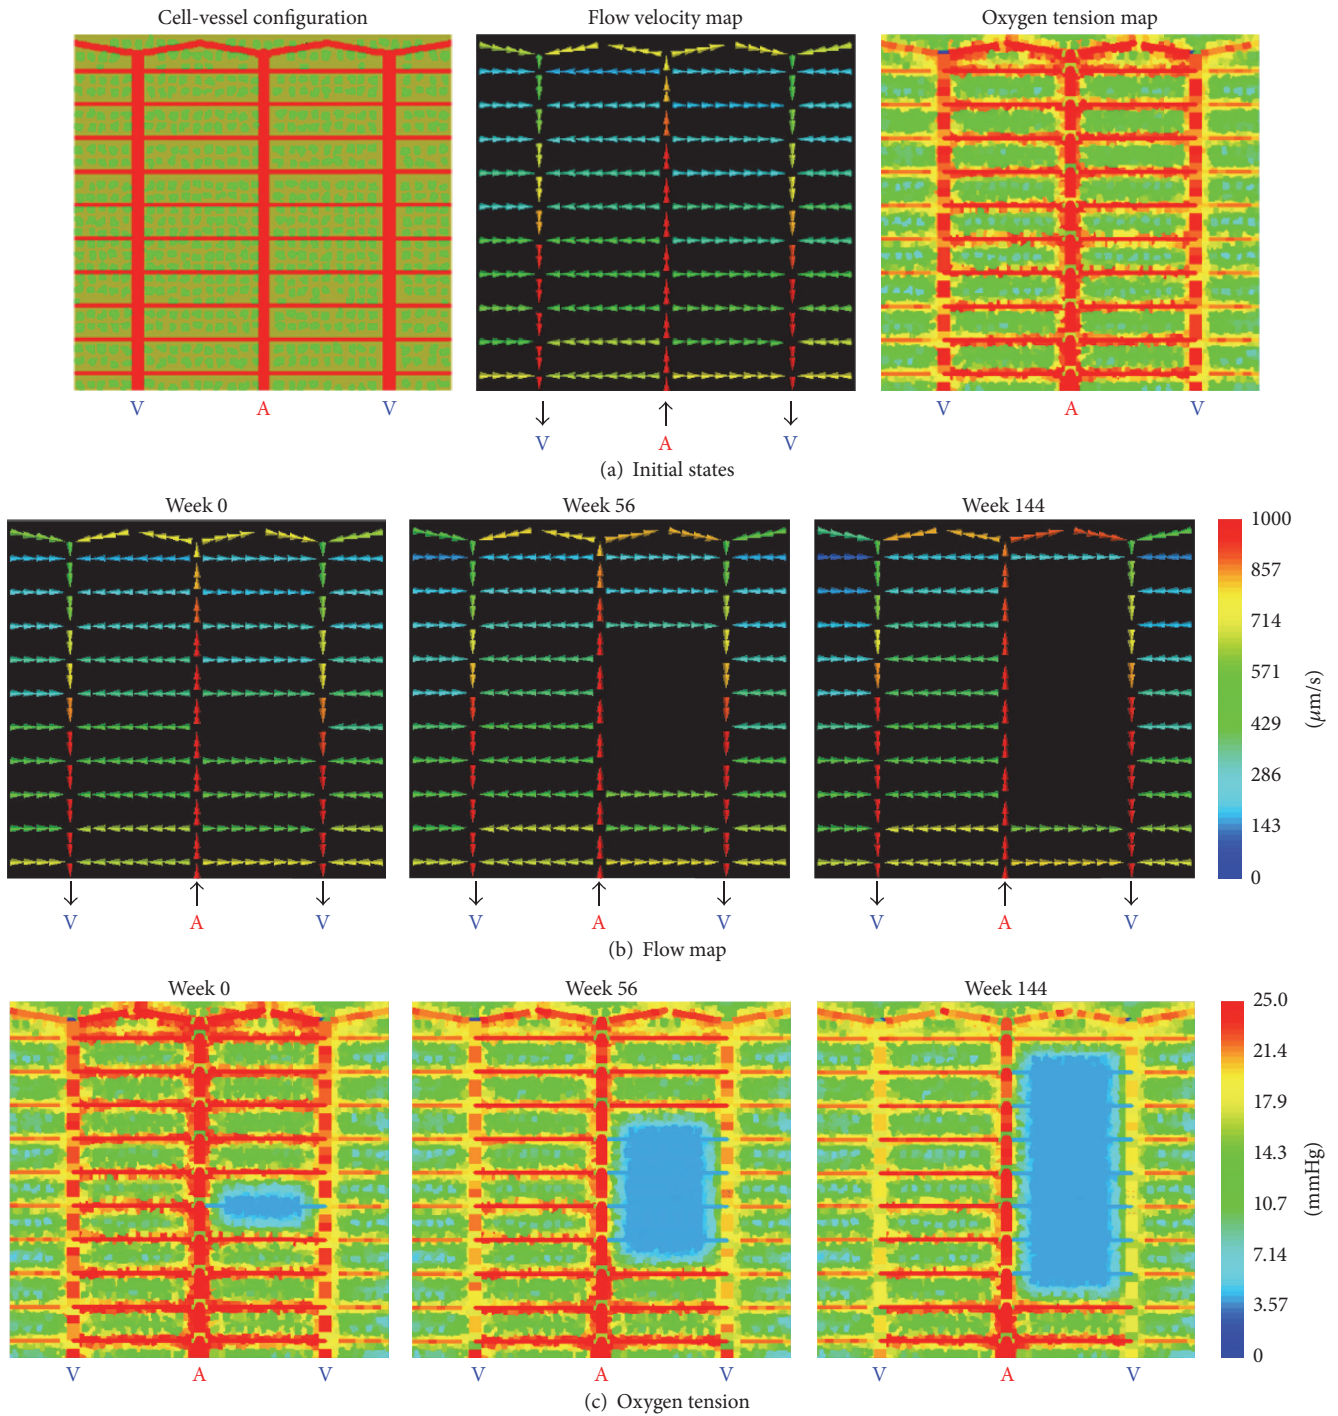 Cell-vessel configuration
Flow velocity map
Oxygen tension map
V A V
V A V
V A V
(a) Initial states
Week 0
Week 56
Week 144
1000
857
714
571
429
286
143
0
(μm/s)
V A V
V A V
V A V
(b) Flow map
Week 0
Week 56
Week 144
25.0
21.4
17.9
14.3
10.7
7.14
3.57
0
(mmHg)
V A V
V A V
V A V
(c) Oxygen tension